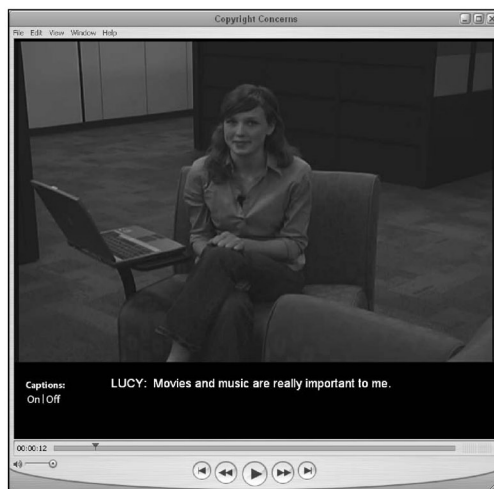 Copyright Concerns
File Edit View Window Help
Captions: LUCY: Movies and music are really important to me.
On | Off
00:00:12